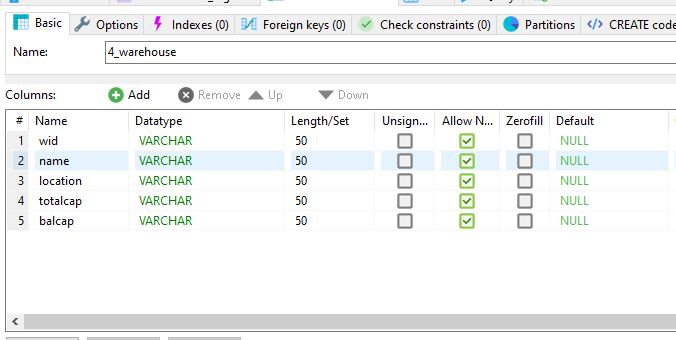 Basic Options Indexes (0) Foreign keys (0) Check constraints (0) Partitions CREATE code
Name: 4_warehouse
Columns: Add Remove Up Down
# Name Datatype Length/Set Unsign... Allow N... Zerofill Default
1 wid VARCHAR 50 NULL
2 name VARCHAR 50 NULL
3 location VARCHAR 50 NULL
4 totalcap VARCHAR 50 NULL
5 balcap VARCHAR 50 NULL